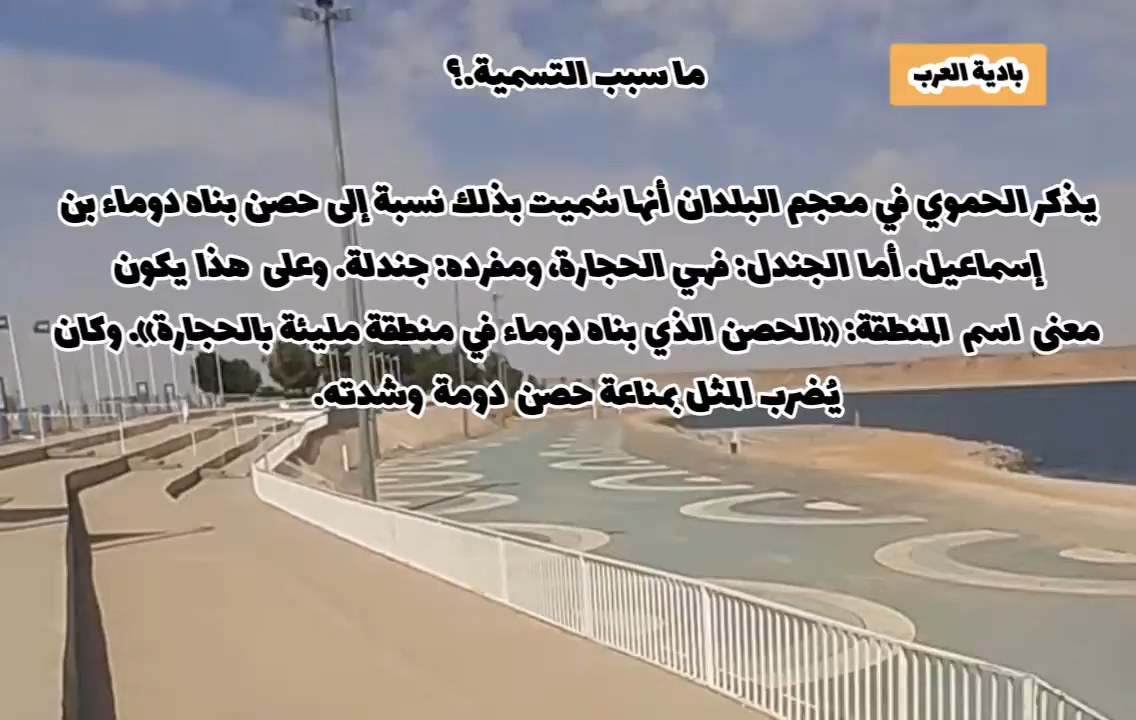 بادية العرب
ما سبب التسمية.؟
يذكر الحموي في معجم البلدان أنها سُميت بذلك نسبة إلى حصن بناه دوماء بن
إسماعيل. أما الجندل: فهي الحجارة، ومفرده: جندلة. وعلى هذا يكون
معنى اسم المنطقة: «الحصن الذي بناه دوماء في منطقة مليئة بالحجارة». وكان
يُضرب المثل بمناعة حصن دومة وشدته.